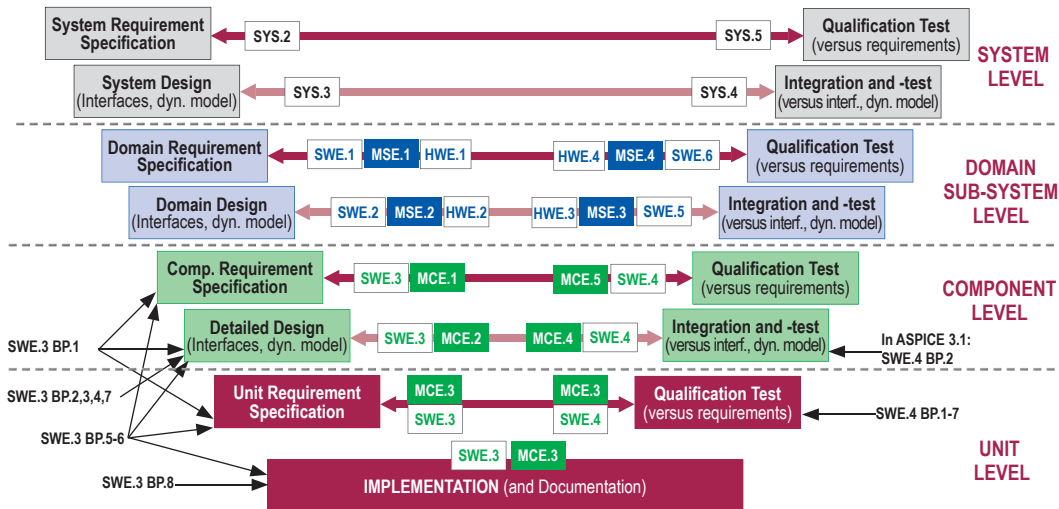 System Requirement
Specification
SYS.2
SYS.5
Qualification Test
(versus requirements)
SYSTEM
LEVEL
System Design
(Interfaces, dyn. model)
SYS.3
SYS.4
Integration and -test
(versus interf., dyn. model)
Domain Requirement
Specification
SWE.1
MSE.1
HWE.1
HWE.4
MSE.4
SWE.6
Qualification Test
(versus requirements)
DOMAIN
SUB-SYSTEM
LEVEL
Domain Design
(Interfaces, dyn. model)
SWE.2
MSE.2
HWE.2
HWE.3
MSE.3
SWE.5
Integration and -test
(versus interf., dyn. model)
Comp. Requirement
Specification
SWE.3
MCE.1
MCE.5
SWE.4
Qualification Test
(versus requirements)
COMPONENT
LEVEL
Detailed Design
(Interfaces, dyn. model)
SWE.3
MCE.2
MCE.4
SWE.4
Integration and -test
(versus interf., dyn. model)
In ASPICE 3.1:
SWE.4 BP.2
SWE.3 BP.1
SWE.3 BP.2,3,4,7
Unit Requirement
Specification
MCE.3
SWE.3
MCE.3
SWE.4
Qualification Test
(versus requirements)
SWE.4 BP.1-7
SWE.3 BP.5-6
SWE.3
MCE.3
UNIT
LEVEL
SWE.3 BP.8
IMPLEMENTATION (and Documentation)